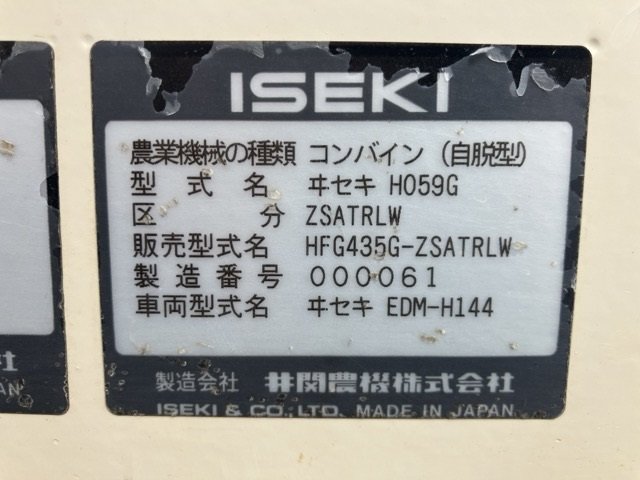 ISEKI
農業機械の種類 コンバイン（自脱型）
型式名 ヰセキ HO59G
区分 ZSATRLW
販売型式名 HFG435G-ZSATRLW
製造番号 000061
車両型式名 ヰセキ EDM-H144
製造会社 井関農機株式会社
ISEKI & CO.,LTD. MADE IN JAPAN
社
PAN